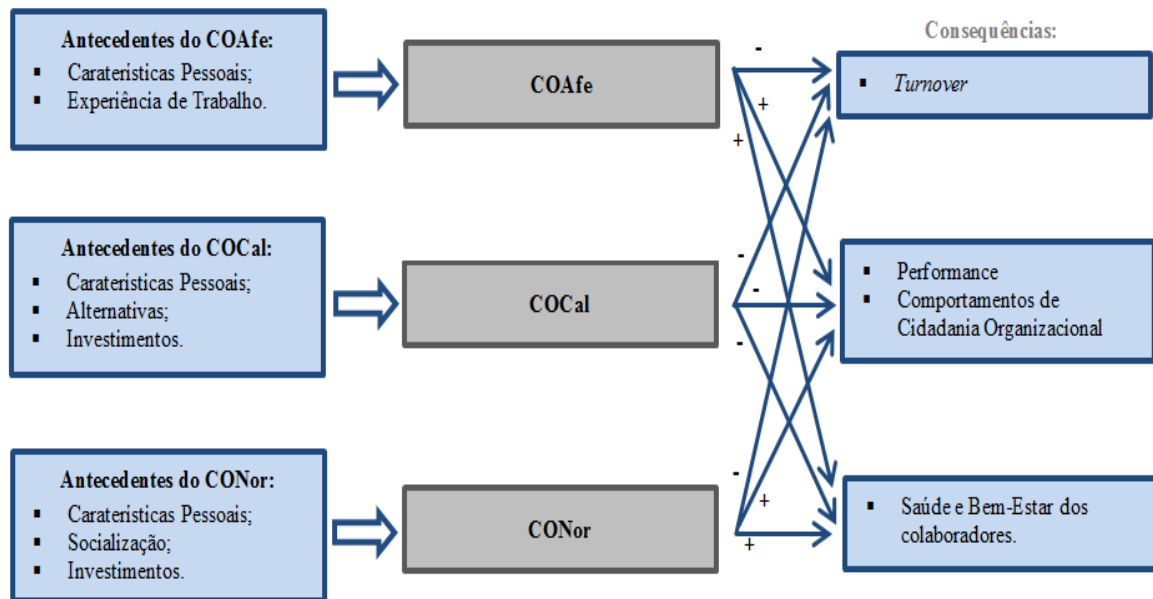 Antecedentes do COAfe:
▪ Caraterísticas Pessoais;
▪ Experiência de Trabalho.
COAfe
Consequências:
▪ Turnover
-
+
+
Antecedentes do COCal:
▪ Caraterísticas Pessoais;
▪ Alternativas;
▪ Investimentos.
COCal
-
-
-
▪ Performance
▪ Comportamentos de
Cidadania Organizacional
Antecedentes do CONor:
▪ Caraterísticas Pessoais;
▪ Socialização;
▪ Investimentos.
CONor
-
+
+
▪ Saúde e Bem-Estar dos
colaboradores.